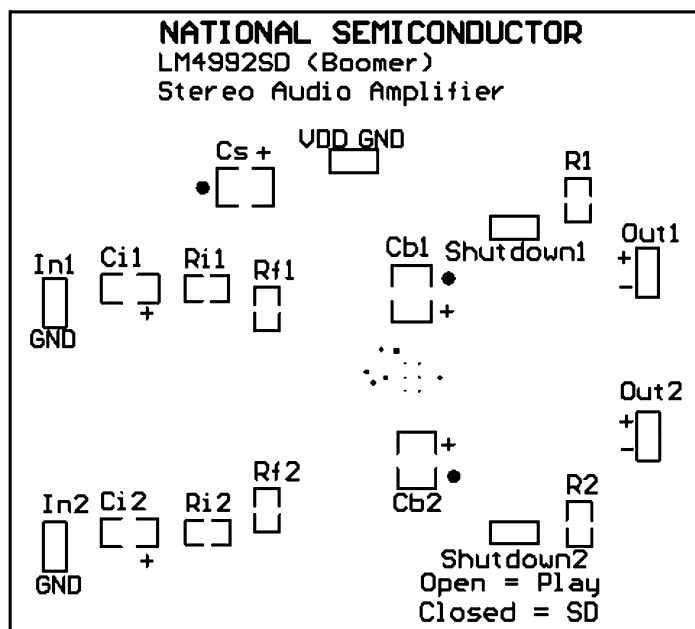 NATIONAL SEMICONDUCTOR
LM4992SD (Boomer)
Stereo Audio Amplifier
Cs +
VDD GND
R1
Shutdown1
Out1
+
-
In1
GND
Ci1
+
Ri1
Rf1
Cb1
+
Out2
+
-
+
Cb2
Rf2
In2
GND
Ci2
+
Ri2
R2
Shutdown2
Open = Play
Closed = SD